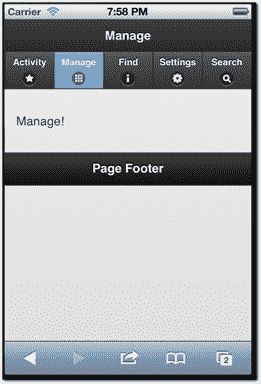 Carrier 7:58 PM
Manage
Activity Manage Find Settings Search
Manage!
Page Footer
2